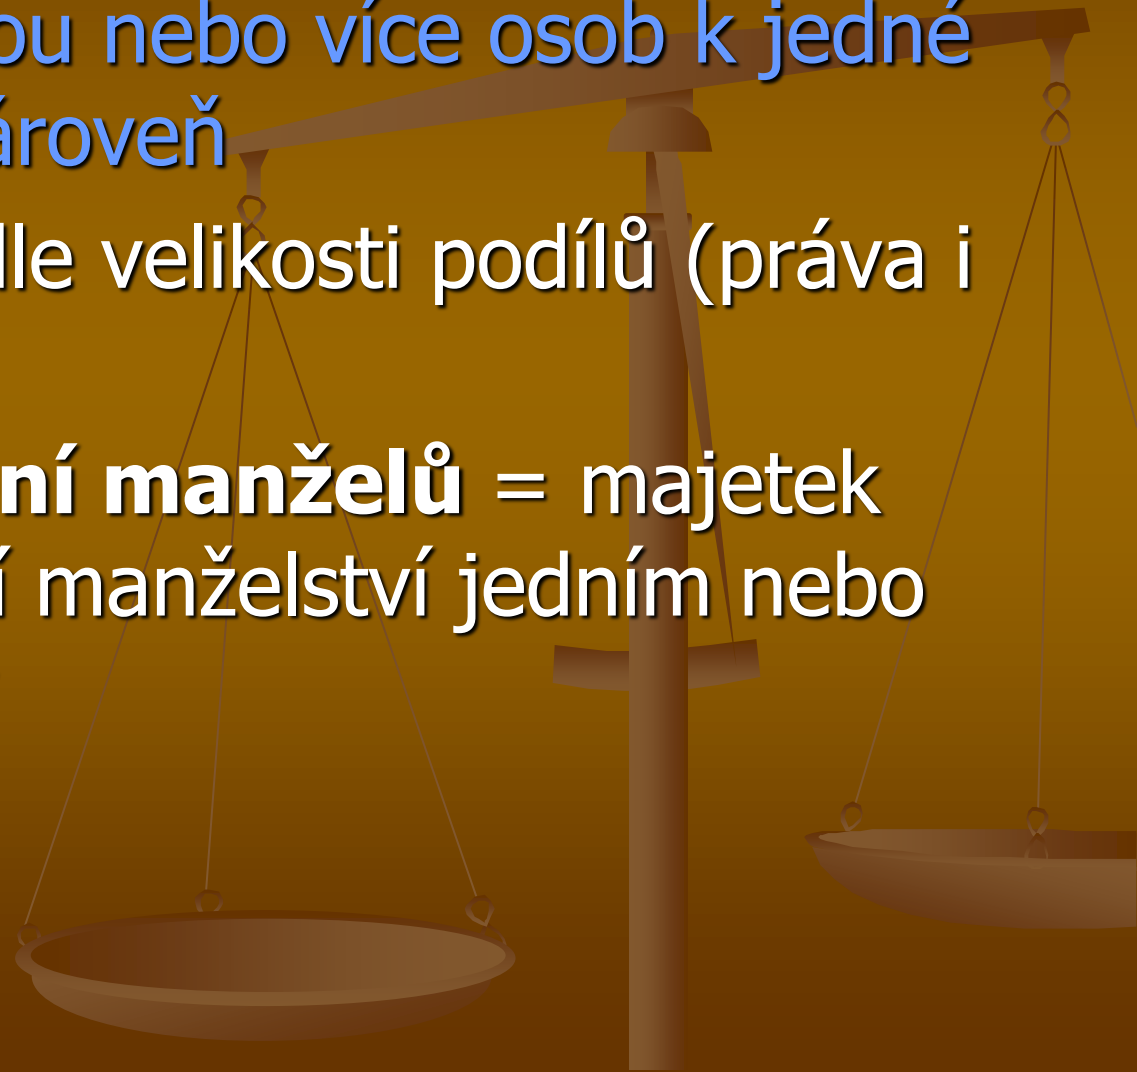 ou nebo více osob k jedné
ároveň
dle velikosti podílů (práva i
ní manželů = majetek
í manželství jedním nebo